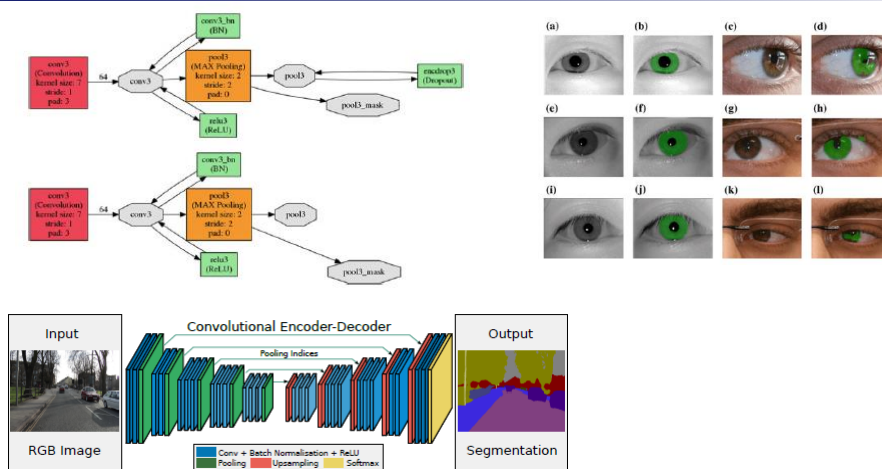 conv3_bn
(BN)
conv3
(Convolution)
kernel size: 7
stride: 1
pad: 3
64
conv3
pool3
(MAX Pooling)
kernel size: 2
stride: 2
pad: 0
pool3
encdrop3
(Dropout)
pool3_mask
relu3
(ReLU)
conv3_bn
(BN)
conv3
(Convolution)
kernel size: 7
stride: 1
pad: 3
64
conv3
pool3
(MAX Pooling)
kernel size: 2
stride: 2
pad: 0
pool3
relu3
(ReLU)
pool3_mask
(a) (b) (c) (d)
(e) (f) (g) (h)
(i) (j) (k) (l)
Input
RGB Image
Convolutional Encoder-Decoder
Pooling Indices
Conv + Batch Normalisation + ReLU
Pooling Upsampling Softmax
Output
Segmentation